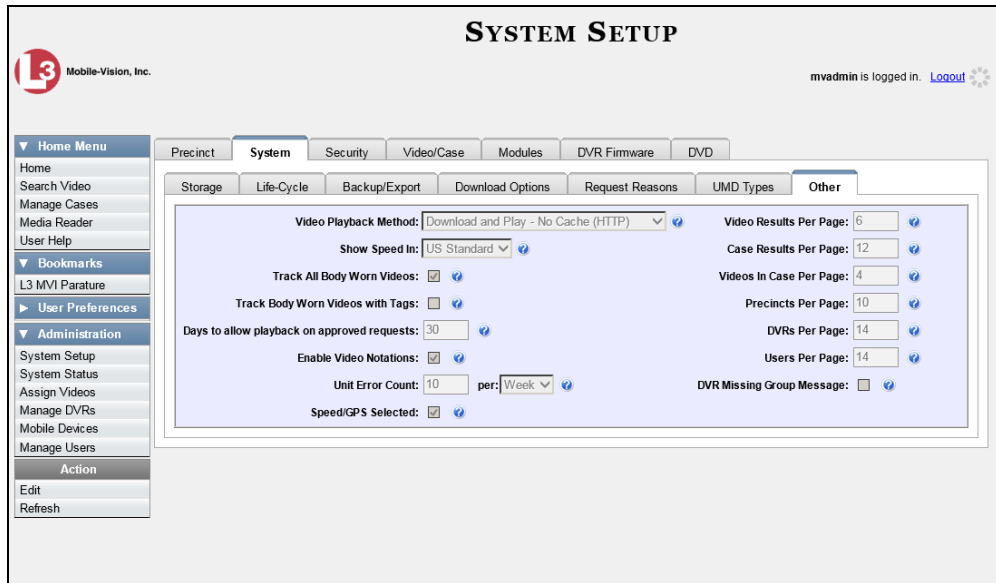 SYSTEM SETUP
L3 Mobile-Vision, Inc.
mvadmin is logged in. Logout
Home Menu
Home
Search Video
Manage Cases
Media Reader
User Help
Bookmarks
L3 MVI Parature
User Preferences
Administration
System Setup
System Status
Assign Videos
Manage DVRs
Mobile Devices
Manage Users
Action
Edit
Refresh
Precinct System Security Video/Case Modules DVR Firmware DVD
Storage Life-Cycle Backup/Export Download Options Request Reasons UMD Types Other
Video Playback Method: Download and Play - No Cache (HTTP) ?
Show Speed In: US Standard ?
Track All Body Worn Videos: ?
Track Body Worn Videos with Tags: ?
Days to allow playback on approved requests: 30 ?
Enable Video Notations: ?
Unit Error Count: 10 per: Week ?
Speed/GPS Selected: ?
Video Results Per Page: 6 ?
Case Results Per Page: 12 ?
Videos In Case Per Page: 4 ?
Precincts Per Page: 10 ?
DVRs Per Page: 14 ?
Users Per Page: 14 ?
DVR Missing Group Message: ?